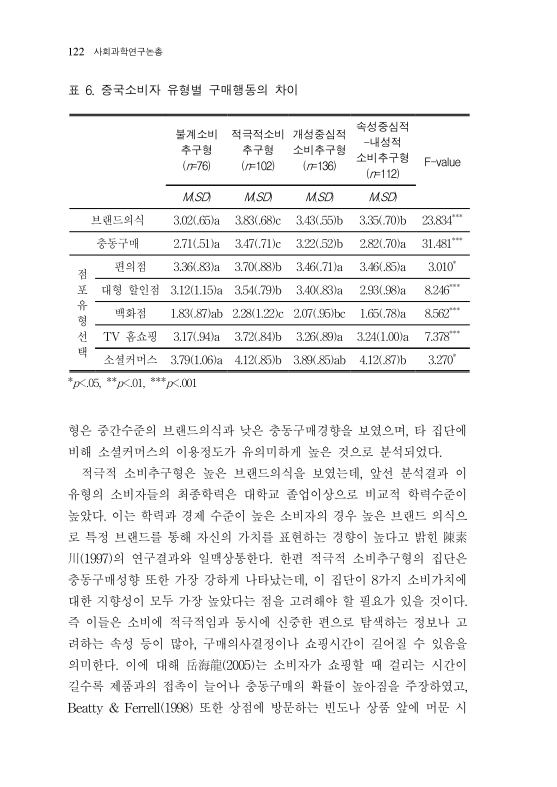 122 사회과학연구논총
표 6. 중국소비자 유형별 구매행동의 차이
불계소비 추구형 (n=76) 적극적소비 추구형 (n=102) 개성중심적 소비추구형 (n=136) 속성중심적 -내성적 소비추구형 (n=112) F-value
M(SD) M(SD) M(SD) M(SD)
브랜드의식 3.02(.65)a 3.83(.68)c 3.43(.55)b 3.35(.70)b 23.834***
충동구매 2.71(.51)a 3.47(.71)c 3.22(.52)b 2.82(.70)a 31.481***
점포유형선택
편의점 3.36(.83)a 3.70(.88)b 3.46(.71)a 3.46(.85)a 3.010*
대형 할인점 3.12(1.15)a 3.54(.79)b 3.40(.83)a 2.93(.98)a 8.246***
백화점 1.83(.87)ab 2.28(1.22)c 2.07(.95)bc 1.65(.78)a 8.562***
TV 홈쇼핑 3.17(.94)a 3.72(.84)b 3.26(.89)a 3.24(1.00)a 7.378***
소셜커머스 3.79(1.06)a 4.12(.85)b 3.89(.85)ab 4.12(.87)b 3.270*
*p<.05, **p<.01, ***p<.001
형은 중간수준의 브랜드의식과 낮은 충동구매경향을 보였으며, 타 집단에
비해 소셜커머스의 이용정도가 유의미하게 높은 것으로 분석되었다.
적극적 소비추구형은 높은 브랜드의식을 보였는데, 앞선 분석결과 이
유형의 소비자들의 최종학력은 대학교 졸업이상으로 비교적 학력수준이
높았다. 이는 학력과 경제 수준이 높은 소비자의 경우 높은 브랜드 의식으
로 특정 브랜드를 통해 자신의 가치를 표현하는 경향이 높다고 밝힌 陳素
川(1997)의 연구결과와 일맥상통한다. 한편 적극적 소비추구형의 집단은
충동구매성향 또한 가장 강하게 나타났는데, 이 집단이 8가지 소비가치에
대한 지향성이 모두 가장 높았다는 점을 고려해야 할 필요가 있을 것이다.
즉 이들은 소비에 적극적임과 동시에 신중한 편으로 탐색하는 정보나 고
려하는 속성 등이 많아, 구매의사결정이나 쇼핑시간이 길어질 수 있음을
의미한다. 이에 대해 岳海龍(2005)는 소비자가 쇼핑할 때 걸리는 시간이
길수록 제품과의 접촉이 늘어나 충동구매의 확률이 높아짐을 주장하였고,
Beatty & Ferrell(1998) 또한 상점에 방문하는 빈도나 상품 앞에 머문 시